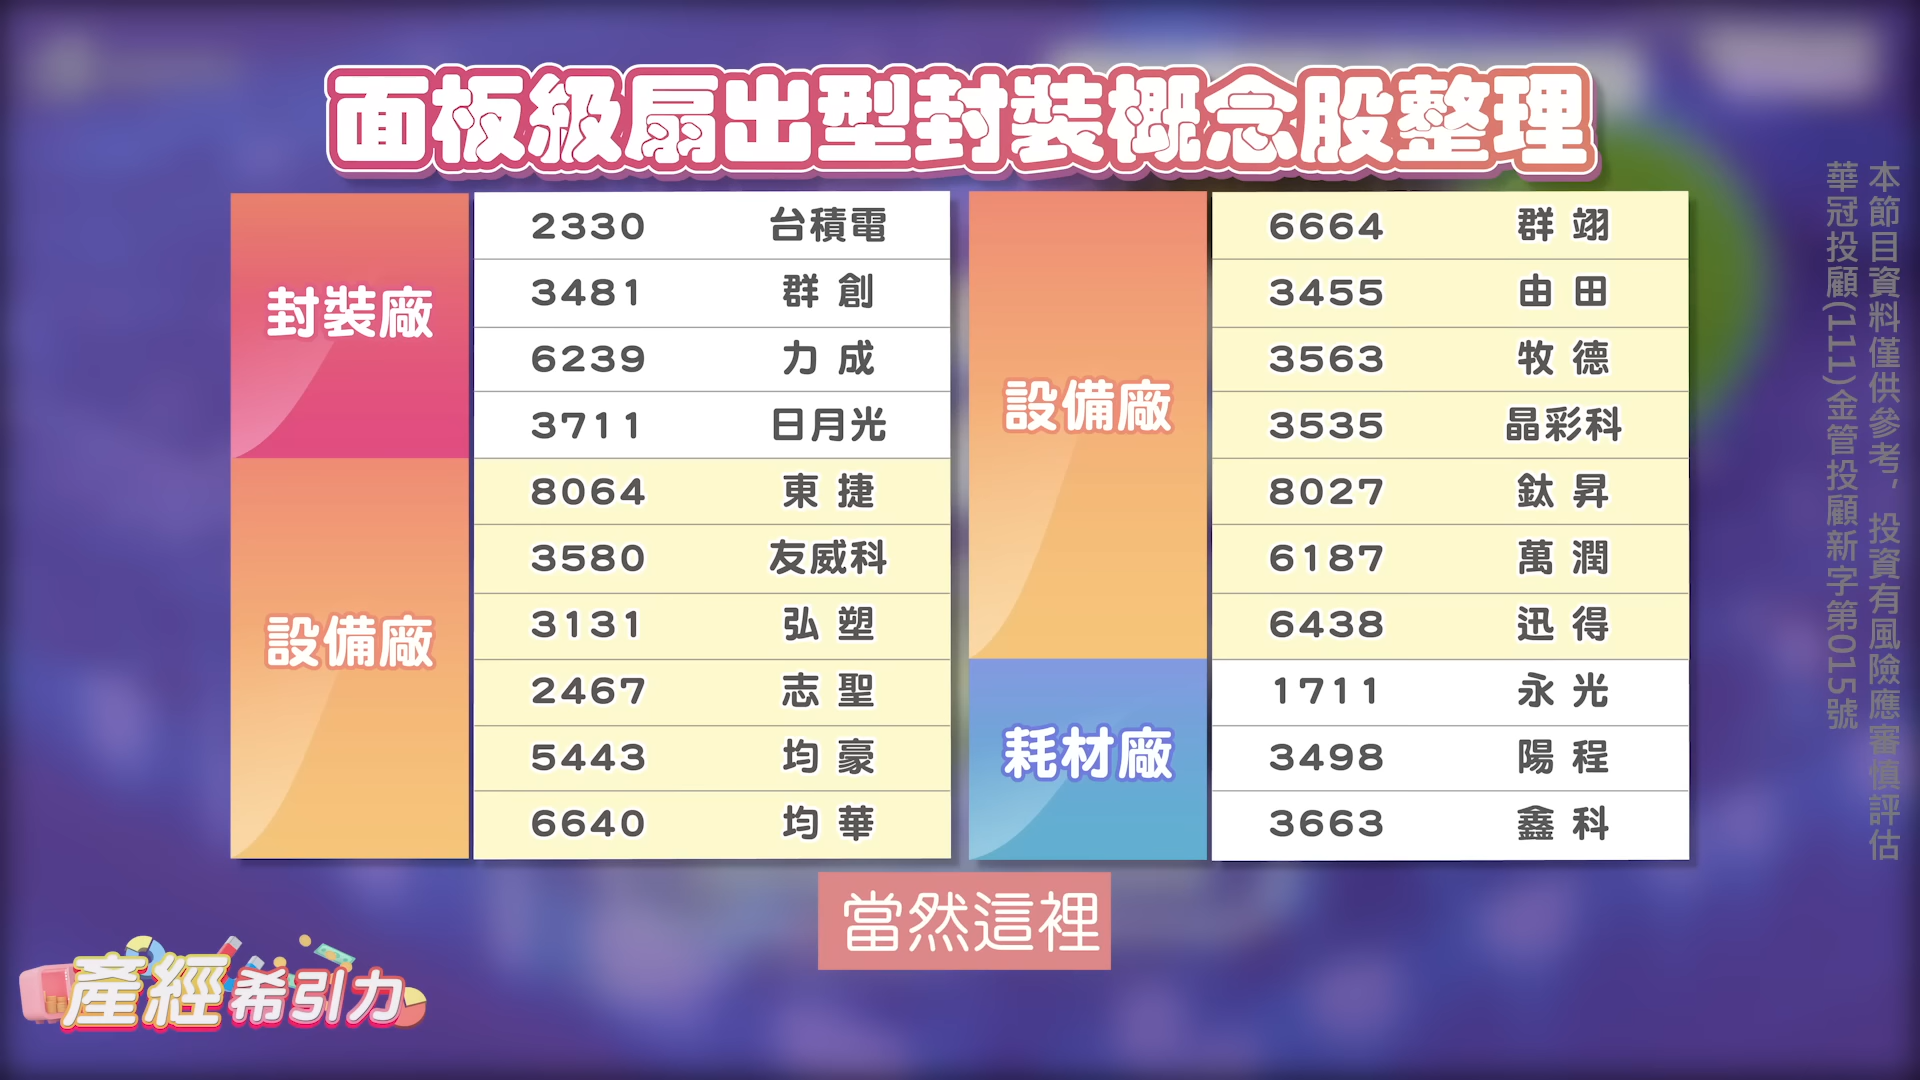 面板級扇出型封裝概念股整理
封裝廠
2330 台積電
3481 群創
6239 力成
3711 日月光
設備廠
8064 東捷
3580 友威科
3131 弘塑
2467 志聖
5443 均豪
6640 均華
設備廠
6664 群翊
3455 由田
3563 牧德
3535 晶彩科
8027 鈦昇
6187 萬潤
6438 迅得
耗材廠
1711 永光
3498 陽程
3663 鑫科
當然這裡
產經希引力
本節目資料僅供參考，投資有風險應審慎評估
華冠投顧(111)金管投顧新字第015號